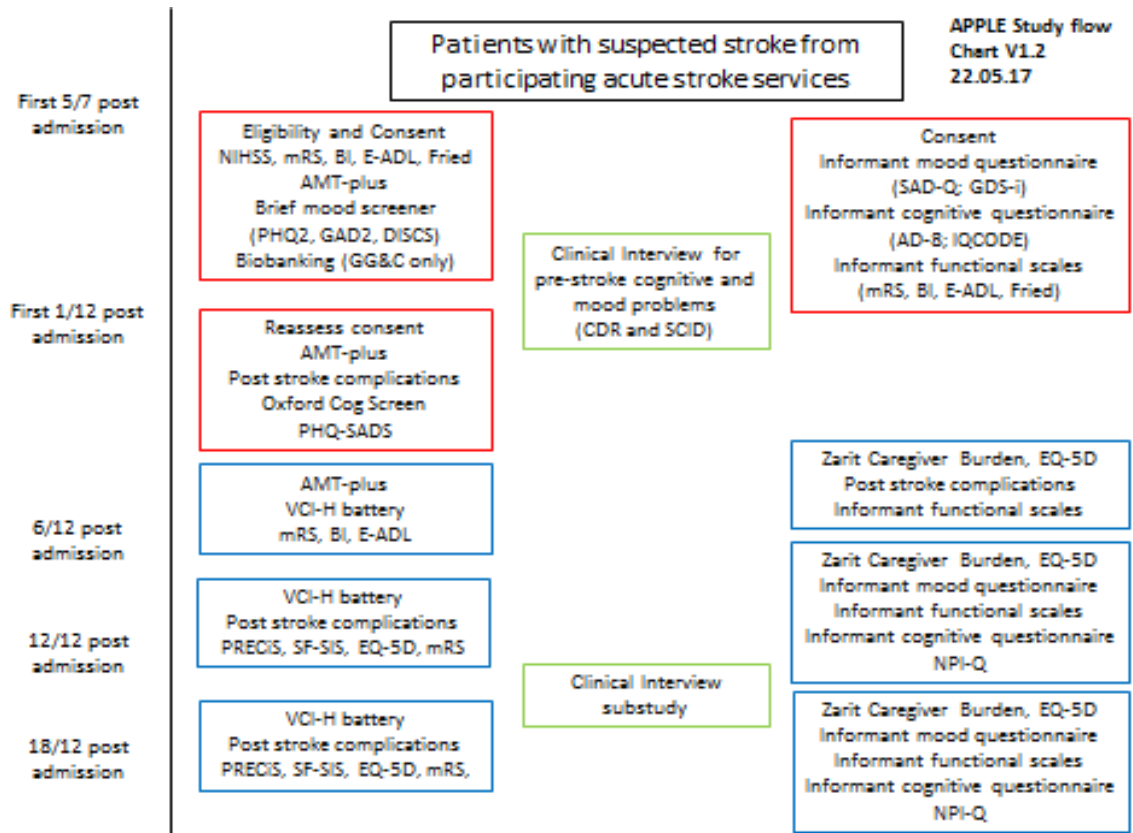 Patients with suspected stroke from
participating acute stroke services
APPLE Study flow
Chart V1.2
22.05.17
First 5/7 post
admission
Eligibility and Consent
NIHSS, mRS, BI, E-ADL, Fried
AMT-plus
Brief mood screener
(PHQ2, GAD2, DISCS)
Biobanking (GG&C only)
Clinical Interview for
pre-stroke cognitive and
mood problems
(CDR and SCID)
Consent
Informant mood questionnaire
(SAD-Q; GDS-i)
Informant cognitive questionnaire
(AD-8; IQCODE)
Informant functional scales
(mRS, BI, E-ADL, Fried)
First 1/12 post
admission
Reassess consent
AMT-plus
Post stroke complications
Oxford Cog Screen
PHQ-SADS
6/12 post
admission
AMT-plus
VCI-H battery
mRS, BI, E-ADL
Zarit Caregiver Burden, EQ-5D
Post stroke complications
Informant functional scales
12/12 post
admission
VCI-H battery
Post stroke complications
PRECiS, SF-SIS, EQ-5D, mRS
Clinical Interview
substudy
Zarit Caregiver Burden, EQ-5D
Informant mood questionnaire
Informant functional scales
Informant cognitive questionnaire
NPI-Q
18/12 post
admission
VCI-H battery
Post stroke complications
PRECiS, SF-SIS, EQ-5D, mRS,
Zarit Caregiver Burden, EQ-5D
Informant mood questionnaire
Informant functional scales
Informant cognitive questionnaire
NPI-Q